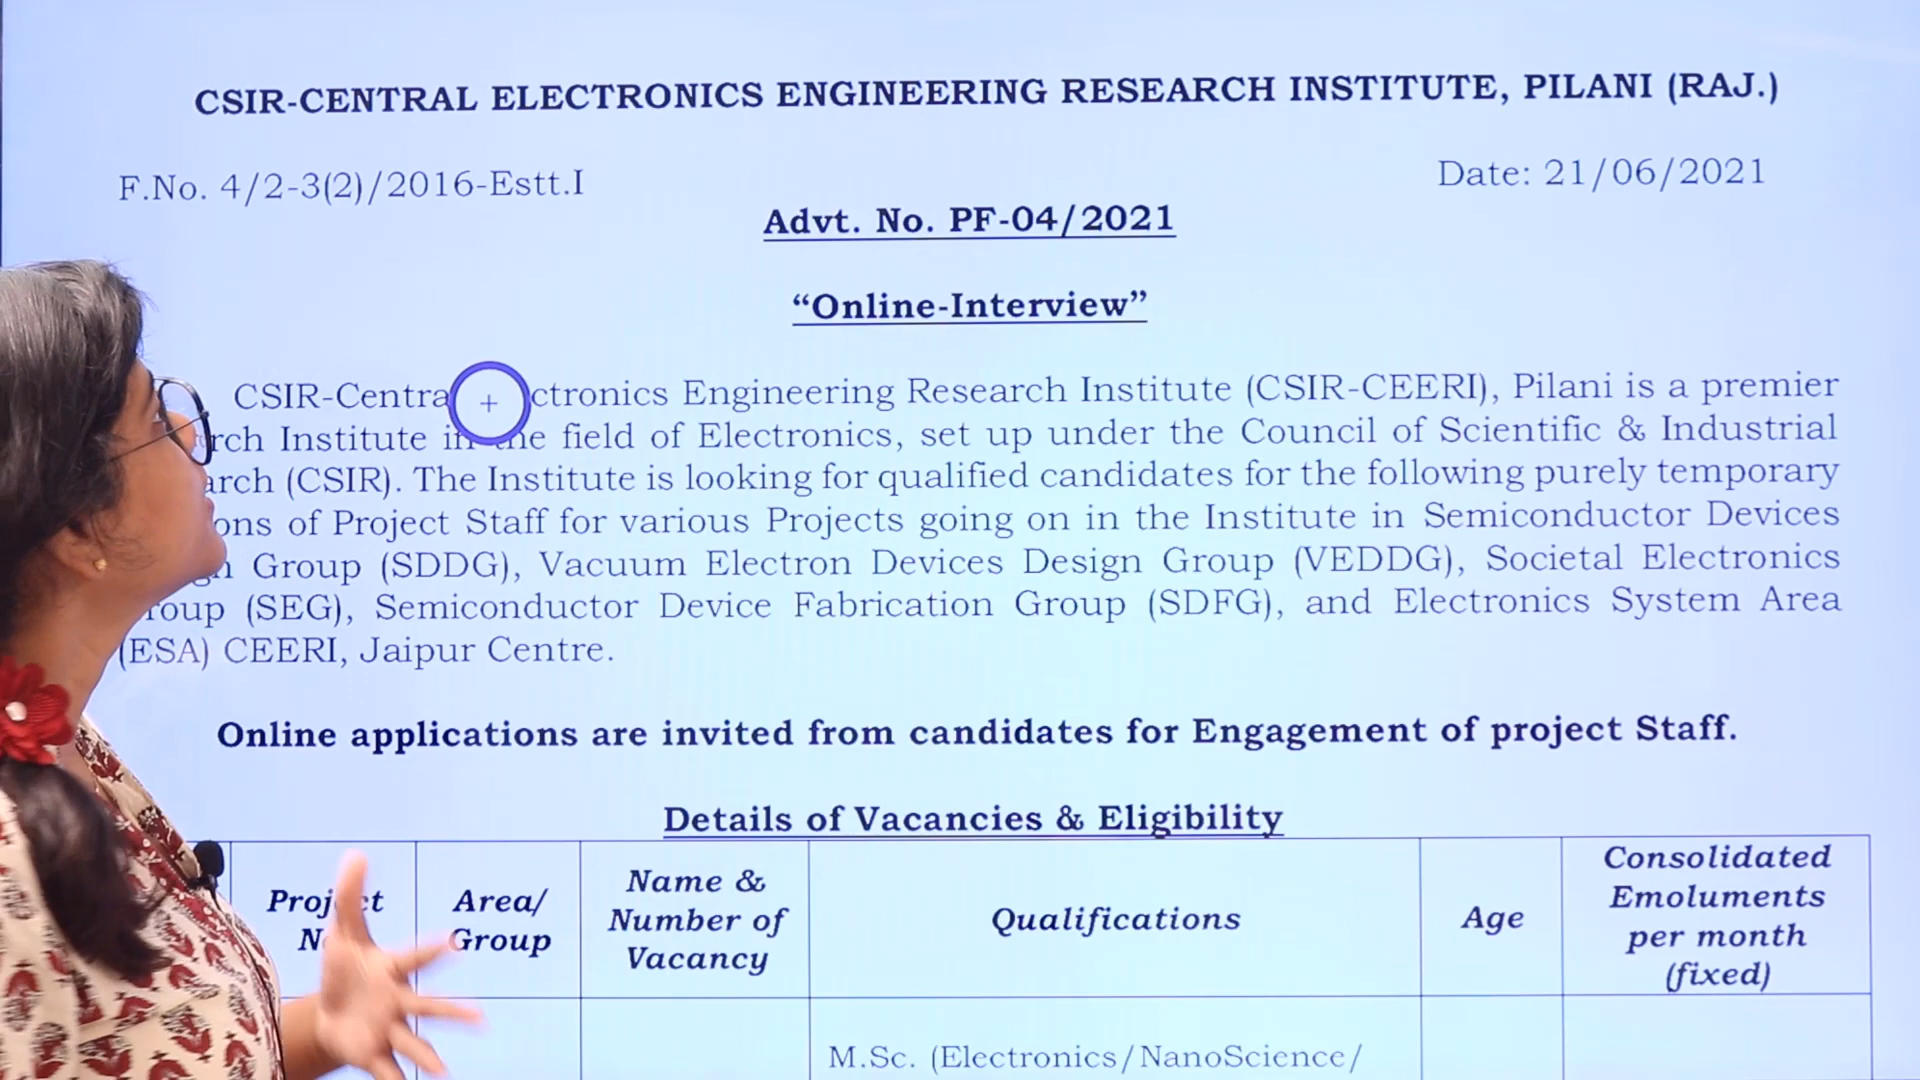 CSIR-CENTRAL ELECTRONICS ENGINEERING RESEARCH INSTITUTE, PILANI (RAJ.)
F.No. 4/2-3(2)/2016-Estt.I
Date: 21/06/2021
Advt. No. PF-04/2021
“Online-Interview”
CSIR-Centra ctronics Engineering Research Institute (CSIR-CEERI), Pilani is a premier
rch Institute in the field of Electronics, set up under the Council of Scientific & Industrial
arch (CSIR). The Institute is looking for qualified candidates for the following purely temporary
ons of Project Staff for various Projects going on in the Institute in Semiconductor Devices
n Group (SDDG), Vacuum Electron Devices Design Group (VEDDG), Societal Electronics
roup (SEG), Semiconductor Device Fabrication Group (SDFG), and Electronics System Area
(ESA) CEERI, Jaipur Centre.
Online applications are invited from candidates for Engagement of project Staff.
Details of Vacancies & Eligibility
Project
N
Area/
Group
Name &
Number of
Vacancy
Qualifications
Age
Consolidated
Emoluments
per month
(fixed)
M.Sc. (Electronics/NanoScience/